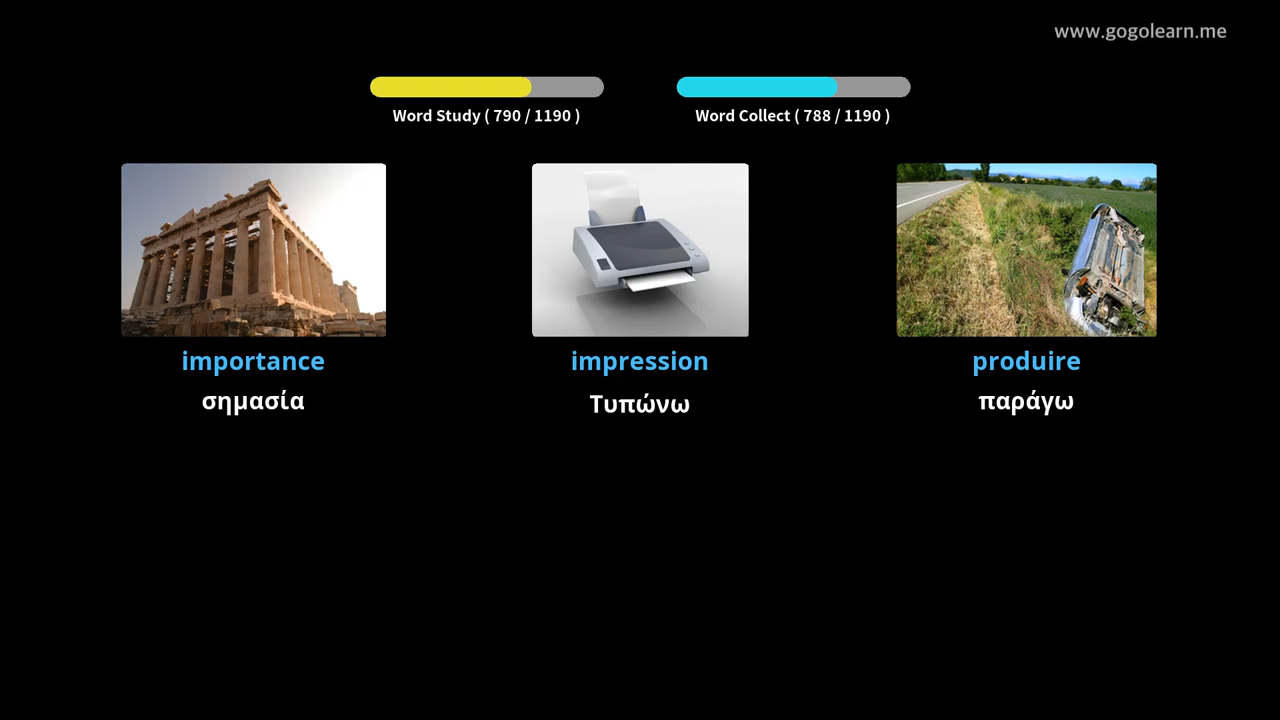 www.gogolearn.me
Word Study ( 790 / 1190 )
Word Collect ( 788 / 1190 )
importance
σημασία
impression
Τυπώνω
produire
παράγω